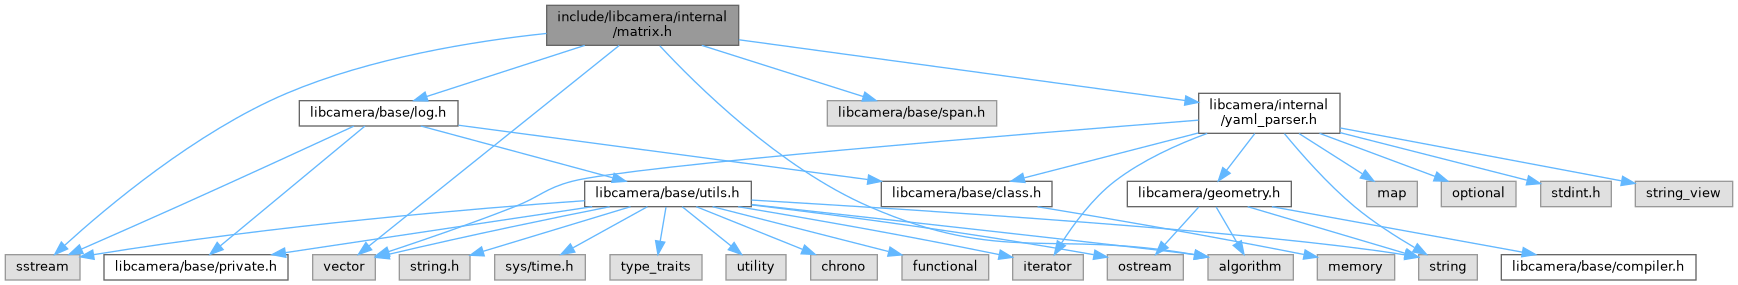 include/libcamera/internal
/matrix.h
libcamera/base/log.h
libcamera/base/span.h
libcamera/internal
/yaml_parser.h
libcamera/base/utils.h
libcamera/base/class.h
libcamera/geometry.h
map
optional
stdint.h
string_view
sstream
libcamera/base/private.h
vector
string.h
sys/time.h
type_traits
utility
chrono
functional
iterator
ostream
algorithm
memory
string
libcamera/base/compiler.h